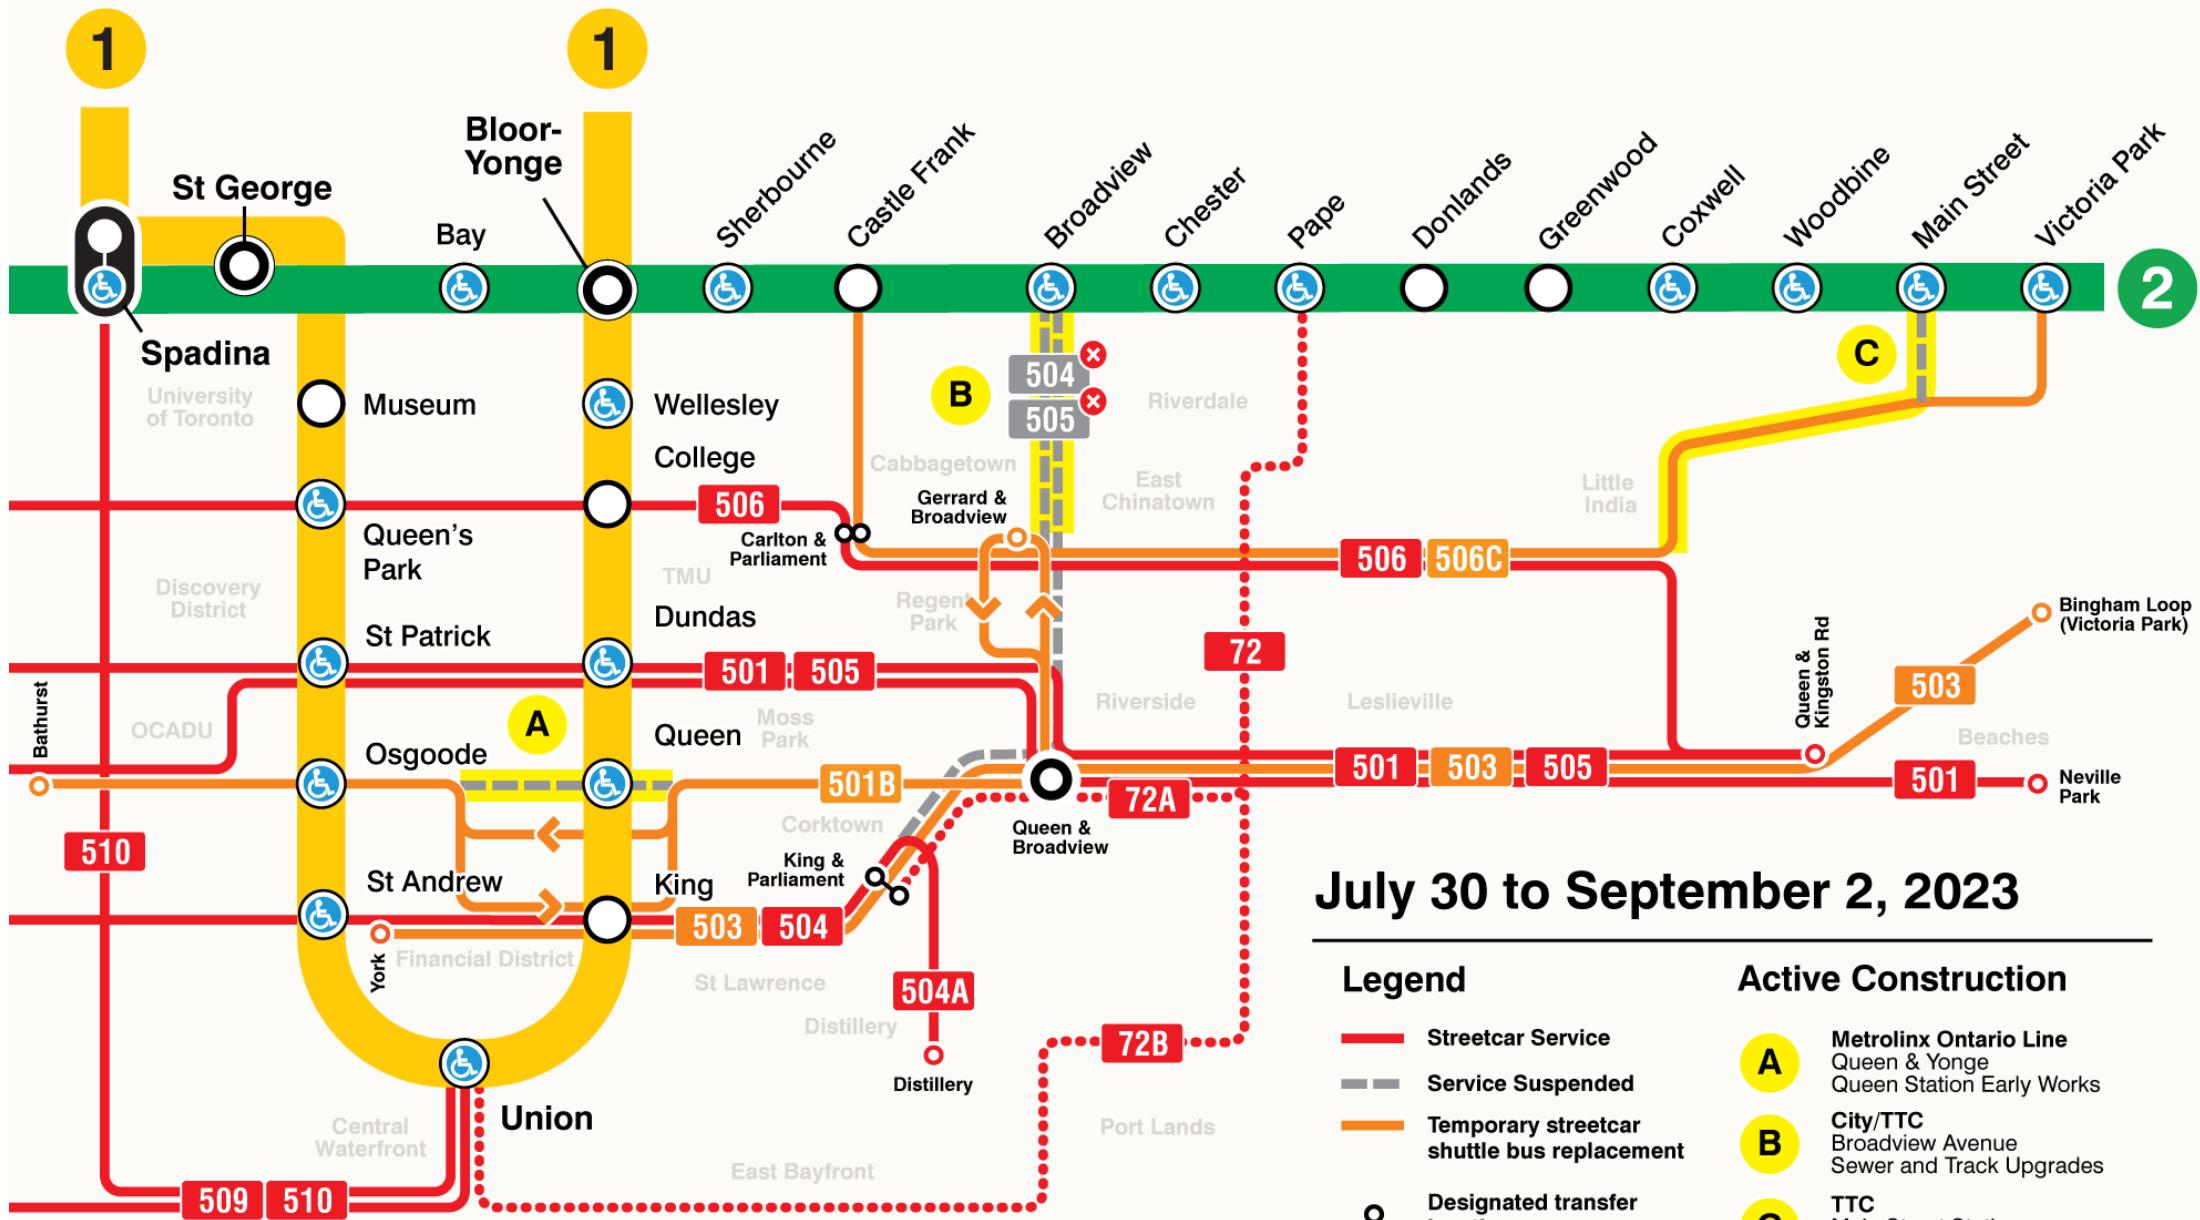 1
1
Bloor-
Yonge
St George
Bay
Sherbourne
Castle Frank
Broadview
Chester
Pape
Donlands
Greenwood
Coxwell
Woodbine
Main Street
Victoria Park
2
Spadina
University
of Toronto
Museum
Wellesley
504
505
B
C
Riverdale
College
Cabbagetown
East
Chinatown
Little
India
506
Gerrard &
Broadview
Carlton &
Parliament
Queen's
Park
506
506C
TMU
Discovery
District
Regent
Park
Dundas
St Patrick
72
Bingham Loop
(Victoria Park)
501
505
503
Bathurst
OCADU
A
Moss
Park
Riverside
Leslieville
Queen &
Kingston Rd
Beaches
Osgoode
Queen
501B
501
503
505
501
Neville
Park
72A
Corktown
Queen &
Broadview
510
King &
Parliament
St Andrew
King
503
504
York
Financial District
St Lawrence
504A
Distillery
Distillery
72B
Union
Central
Waterfront
Port Lands
East Bayfront
509
510
July 30 to September 2, 2023
Legend
Streetcar Service
Service Suspended
Temporary streetcar
shuttle bus replacement
Designated transfer
Active Construction
A
Metrolinx Ontario Line
Queen & Yonge
Queen Station Early Works
B
City/TTC
Broadview Avenue
Sewer and Track Upgrades
TTC